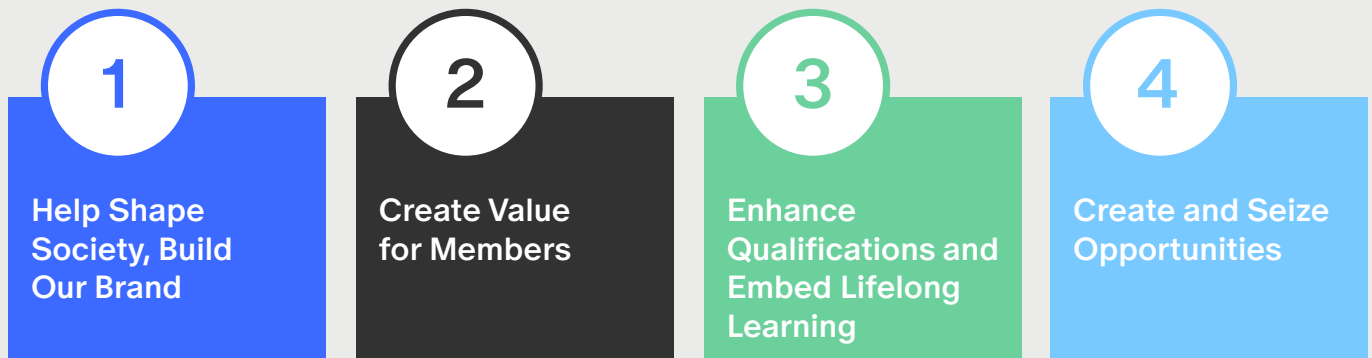 1
Help Shape
Society, Build
Our Brand
2
Create Value
for Members
3
Enhance
Qualifications and
Embed Lifelong
Learning
4
Create and Seize
Opportunities